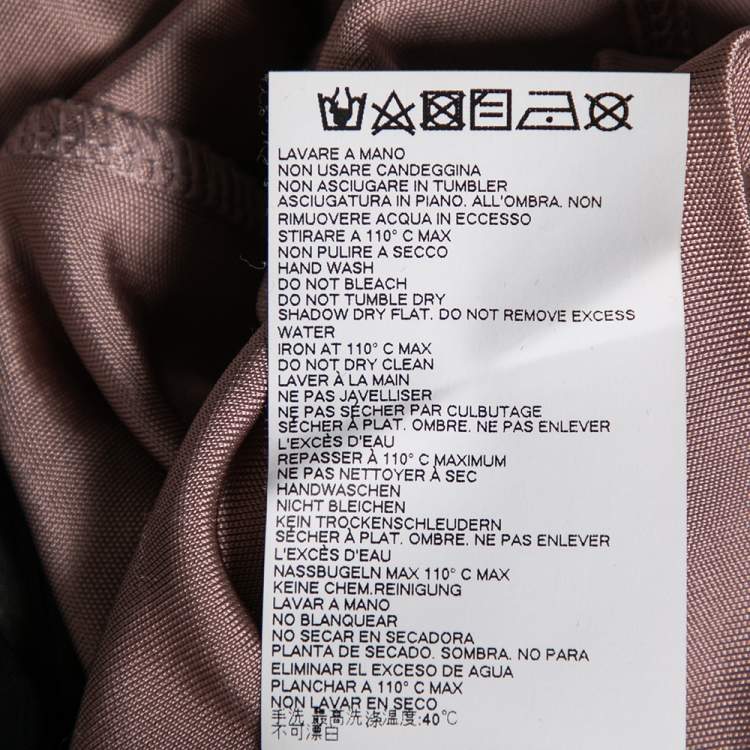 LAVARE A MANO
NON USARE CANDEGGINA
NON ASCIUGARE IN TUMBLER
ASCIUGATURA IN PIANO. ALL'OMBRA. NON
RIMUOVERE ACQUA IN ECCESSO
STIRARE A 110° C MAX
NON PULIRE A SECCO
HAND WASH
DO NOT BLEACH
DO NOT TUMBLE DRY
SHADOW DRY FLAT. DO NOT REMOVE EXCESS
WATER
IRON AT 110° C MAX
DO NOT DRY CLEAN
LAVER À LA MAIN
NE PAS JAVELLISER
NE PAS SÉCHER PAR CULBUTAGE
SÉCHER À PLAT. OMBRE. NE PAS ENLEVER
L'EXCÈS D'EAU
REPASSER À 110° C MAXIMUM
NE PAS NETTOYER À SEC
HANDWASCHEN
NICHT BLEICHEN
KEIN TROCKENSCHLEUDERN
SÉCHER À PLAT. OMBRE. NE PAS ENLEVER
L'EXCÈS D'EAU
NASSBUGELN MAX 110° C MAX
KEINE CHEM.REINIGUNG
LAVAR A MANO
NO BLANQUEAR
NO SECAR EN SECADORA
PLANTA DE SECADO. SOMBRA. NO PARA
ELIMINAR EL EXCESO DE AGUA
PLANCHAR A 110° C MAX
NON LAVAR EN SECO
手洗 最高洗涤温度:40℃
不可漂白